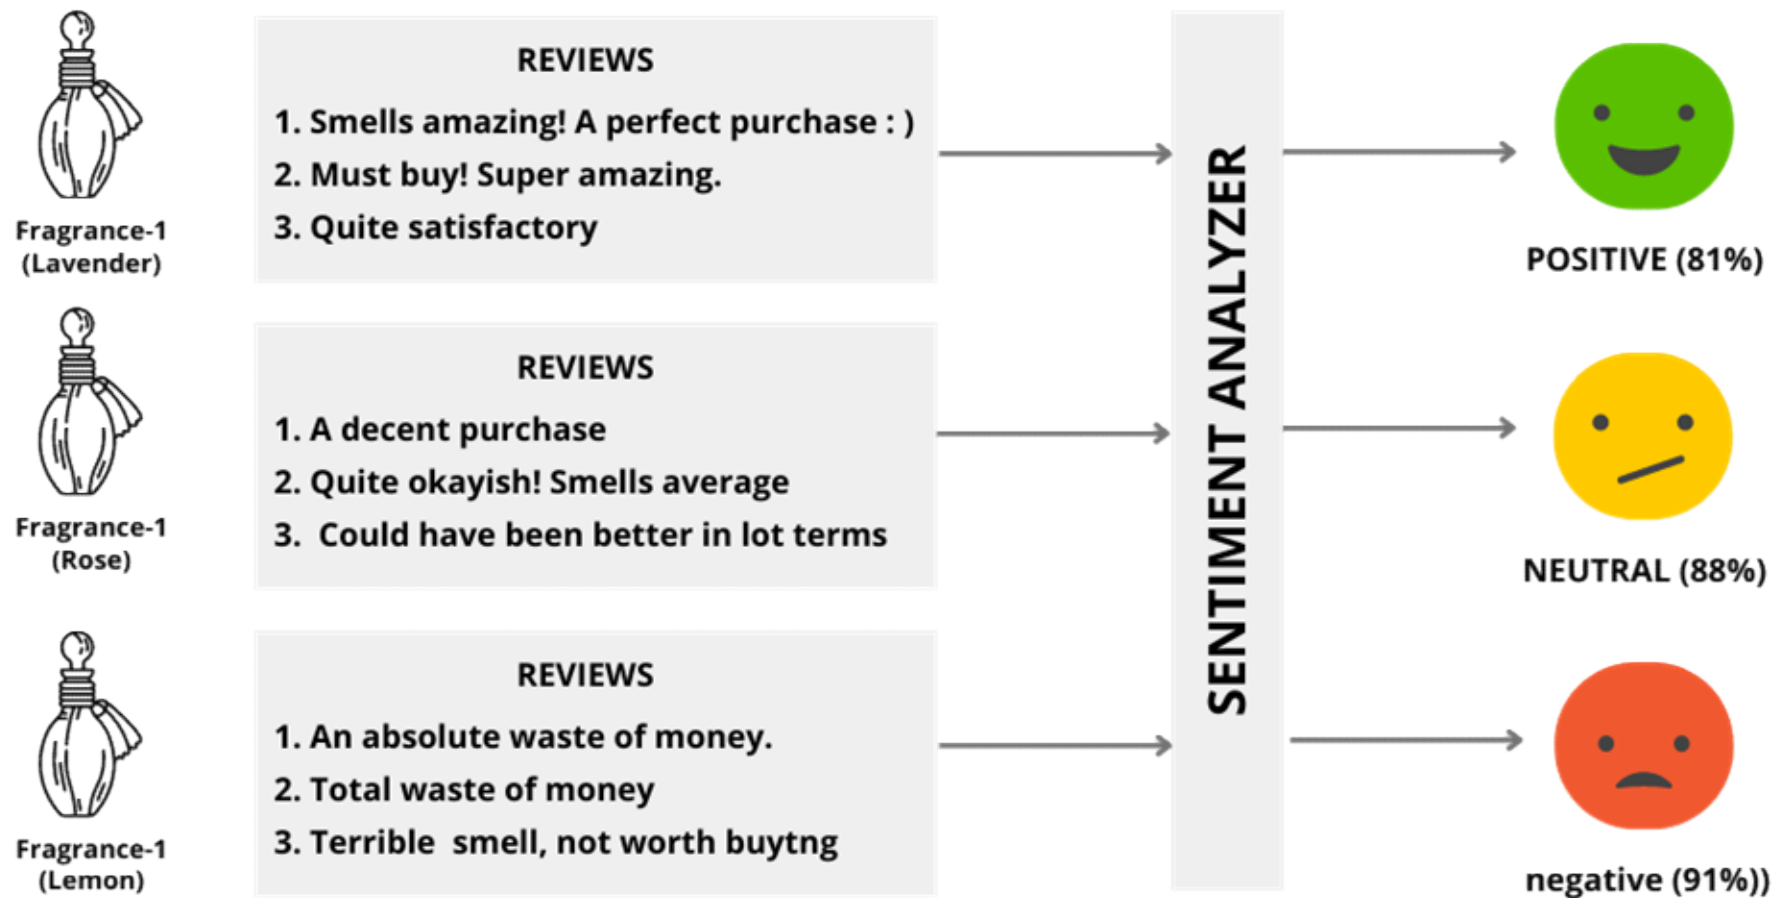 REVIEWS
1. Smells amazing! A perfect purchase : )
2. Must buy! Super amazing.
3. Quite satisfactory
Fragrance-1
(Lavender)
POSITIVE (81%)
REVIEWS
1. A decent purchase
2. Quite okayish! Smells average
3. Could have been better in lot terms
Fragrance-1
(Rose)
SENTIMENT ANALYZER
NEUTRAL (88%)
REVIEWS
1. An absolute waste of money.
2. Total waste of money
3. Terrible smell, not worth buytng
Fragrance-1
(Lemon)
negative (91%))